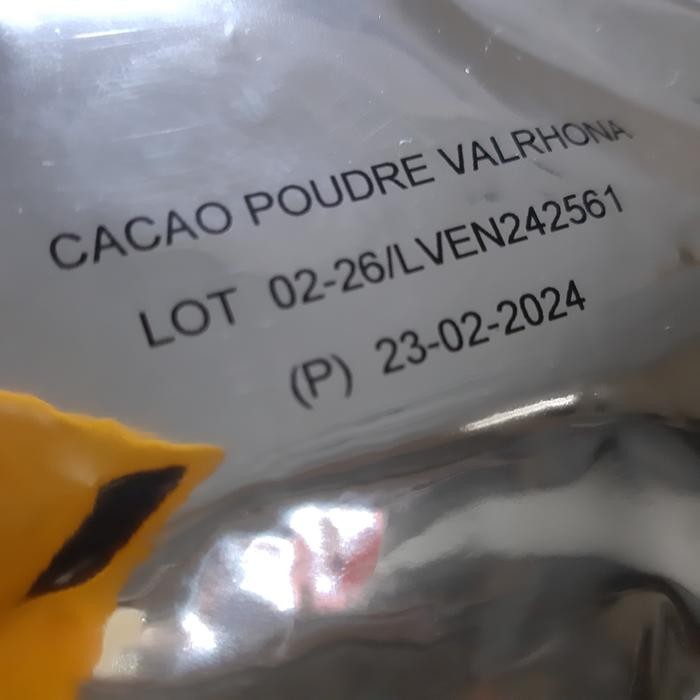 CACAO POUDRE VALRHONA
LOT 02-26/LVEN242561
(P) 23-02-2024